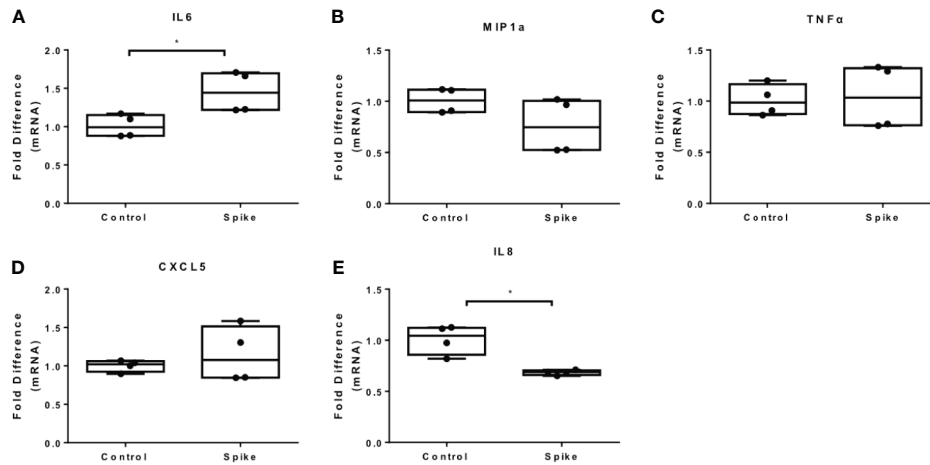 A
IL6
*
Fold Difference
(mRNA)
2.0
1.5
1.0
0.5
0.0
Control
Spike
B
MIP1a
Fold Difference
(mRNA)
1.5
1.0
0.5
0.0
Control
Spike
C
TNFα
Fold Difference
(mRNA)
1.5
1.0
0.5
0.0
Control
Spike
D
CXCL5
Fold Difference
(mRNA)
2.0
1.5
1.0
0.5
0.0
Control
Spike
E
IL8
*
Fold Difference
(mRNA)
1.5
1.0
0.5
0.0
Control
Spike